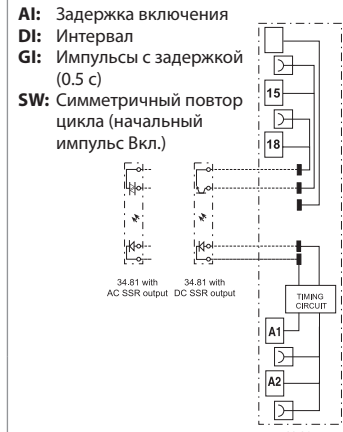 AI: Задержка включения
DI: Интервал
GI: Импульсы с задержкой
(0.5 с)
SW: Симметричный повтор
цикла (начальный
импульс Вкл.)
15
18
34.81 with
AC SSR output
34.81 with
DC SSR output
TIMING
CIRCUIT
A1
A2